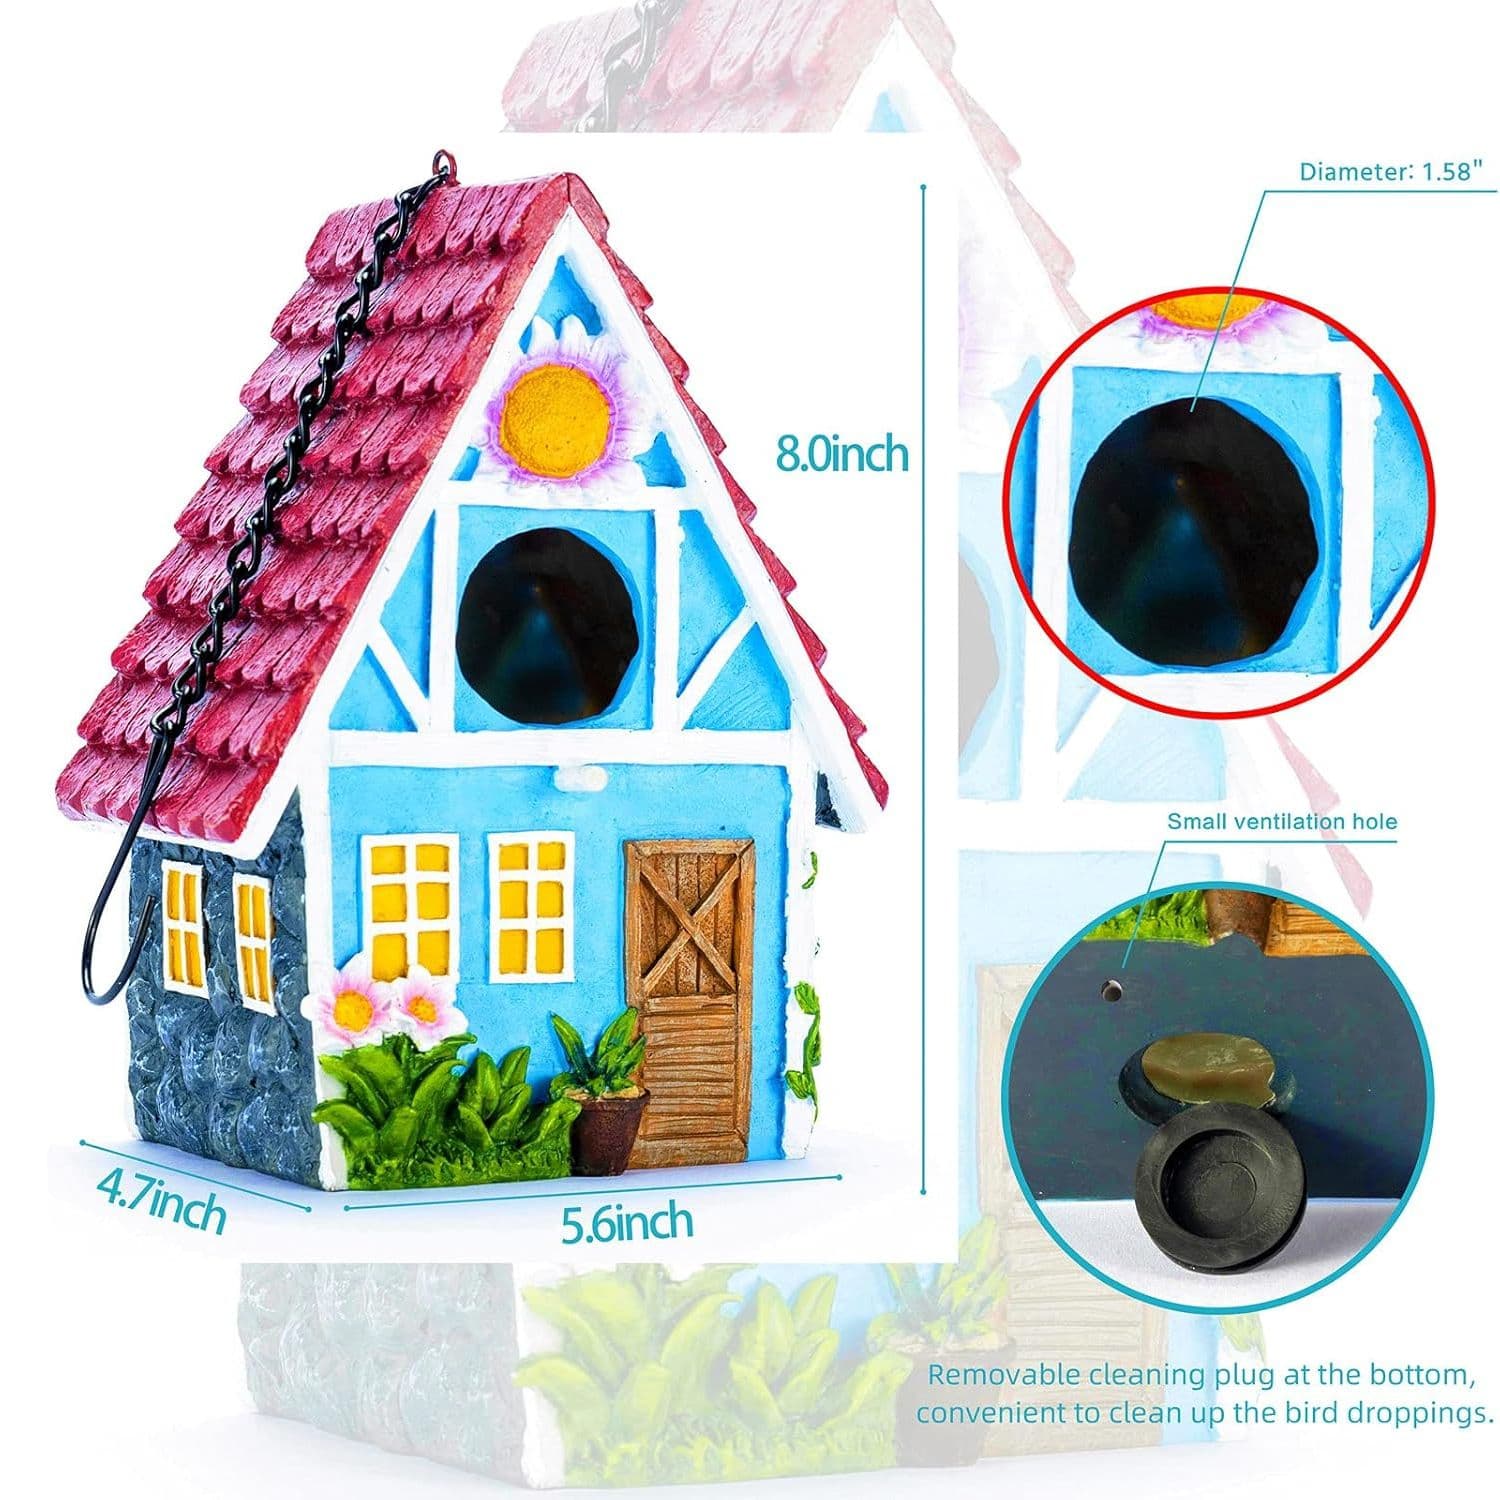 Diameter: 1.58"
8.0inch
Small ventilation hole
4.7inch
5.6inch
Removable cleaning plug at the bottom,
convenient to clean up the bird droppings.